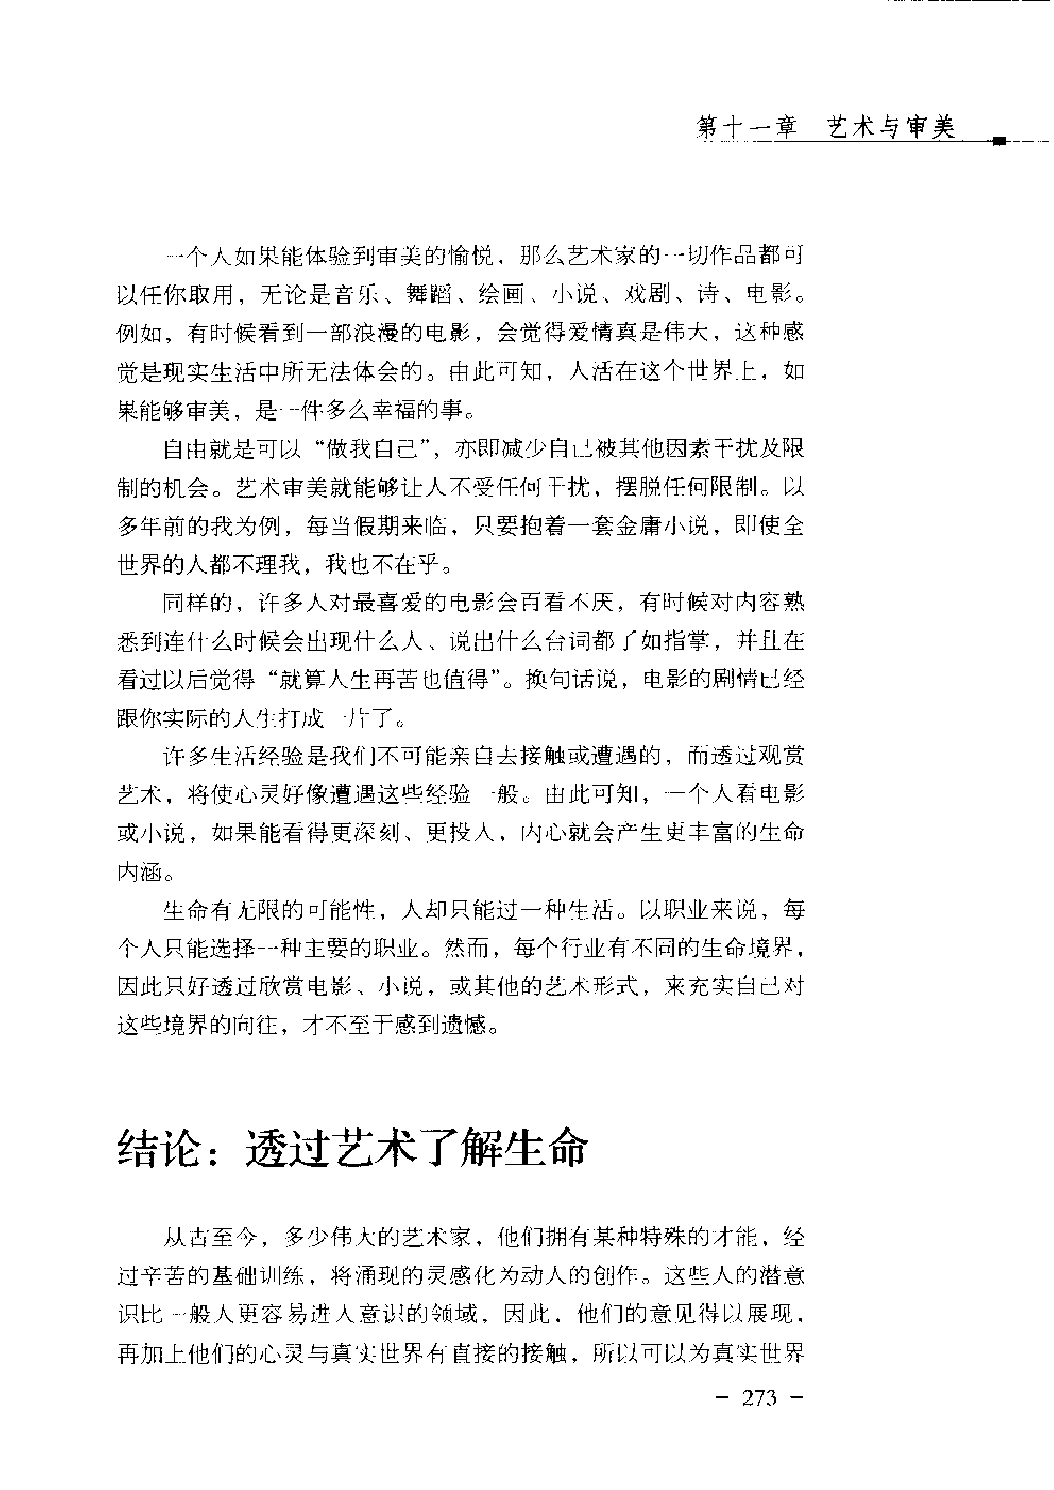 第十一章　艺术与审美
一个人如果能体验到审美的愉悦，那么艺术家的一切作品都可
以任你取用，无论是音乐、舞蹈、绘画、小说、戏剧、诗、电影。
例如，有时候看到一部浪漫的电影，会觉得爱情真是伟大，这种感
觉是现实生活中所无法体会的。由此可知，人活在这个世界上，如
果能够审美，是一件多么幸福的事。
自由就是可以“做我自己”，亦即减少自己被其他因素干扰及限
制的机会。艺术审美就能够让人不受任何干扰，摆脱任何限制。以
多年前的我为例，每当假期来临，只要抱着一套金庸小说，即使全
世界的人都不理我，我也不在乎。
同样的，许多人对最喜爱的电影会百看不厌，有时候对内容熟
悉到连什么时候会出现什么人、说出什么台词都了如指掌，并且在
看过以后觉得“就算人生再苦也值得”。换句话说，电影的剧情已经
跟你实际的人生打成一片了。
许多生活经验是我们不可能亲自去接触或遭遇的，而透过观赏
艺术，将使心灵好像遭遇这些经验一般。由此可知，一个人看电影
或小说，如果能看得更深刻、更投入，内心就会产生更丰富的生命
内涵。
生命有无限的可能性，人却只能过一种生活。以职业来说，每
个人只能选择一种主要的职业。然而，每个行业有不同的生命境界，
因此只好透过欣赏电影、小说，或其他的艺术形式，来充实自己对
这些境界的向往，才不至于感到遗憾。
结论：透过艺术了解生命
从古至今，多少伟大的艺术家，他们拥有某种特殊的才能，经
过辛苦的基础训练，将涌现的灵感化为动人的创作。这些人的潜意
识比一般人更容易进入意识的领域，因此，他们的意见得以展现，
再加上他们的心灵与真实世界有直接的接触，所以可以为真实世界
- 273 -